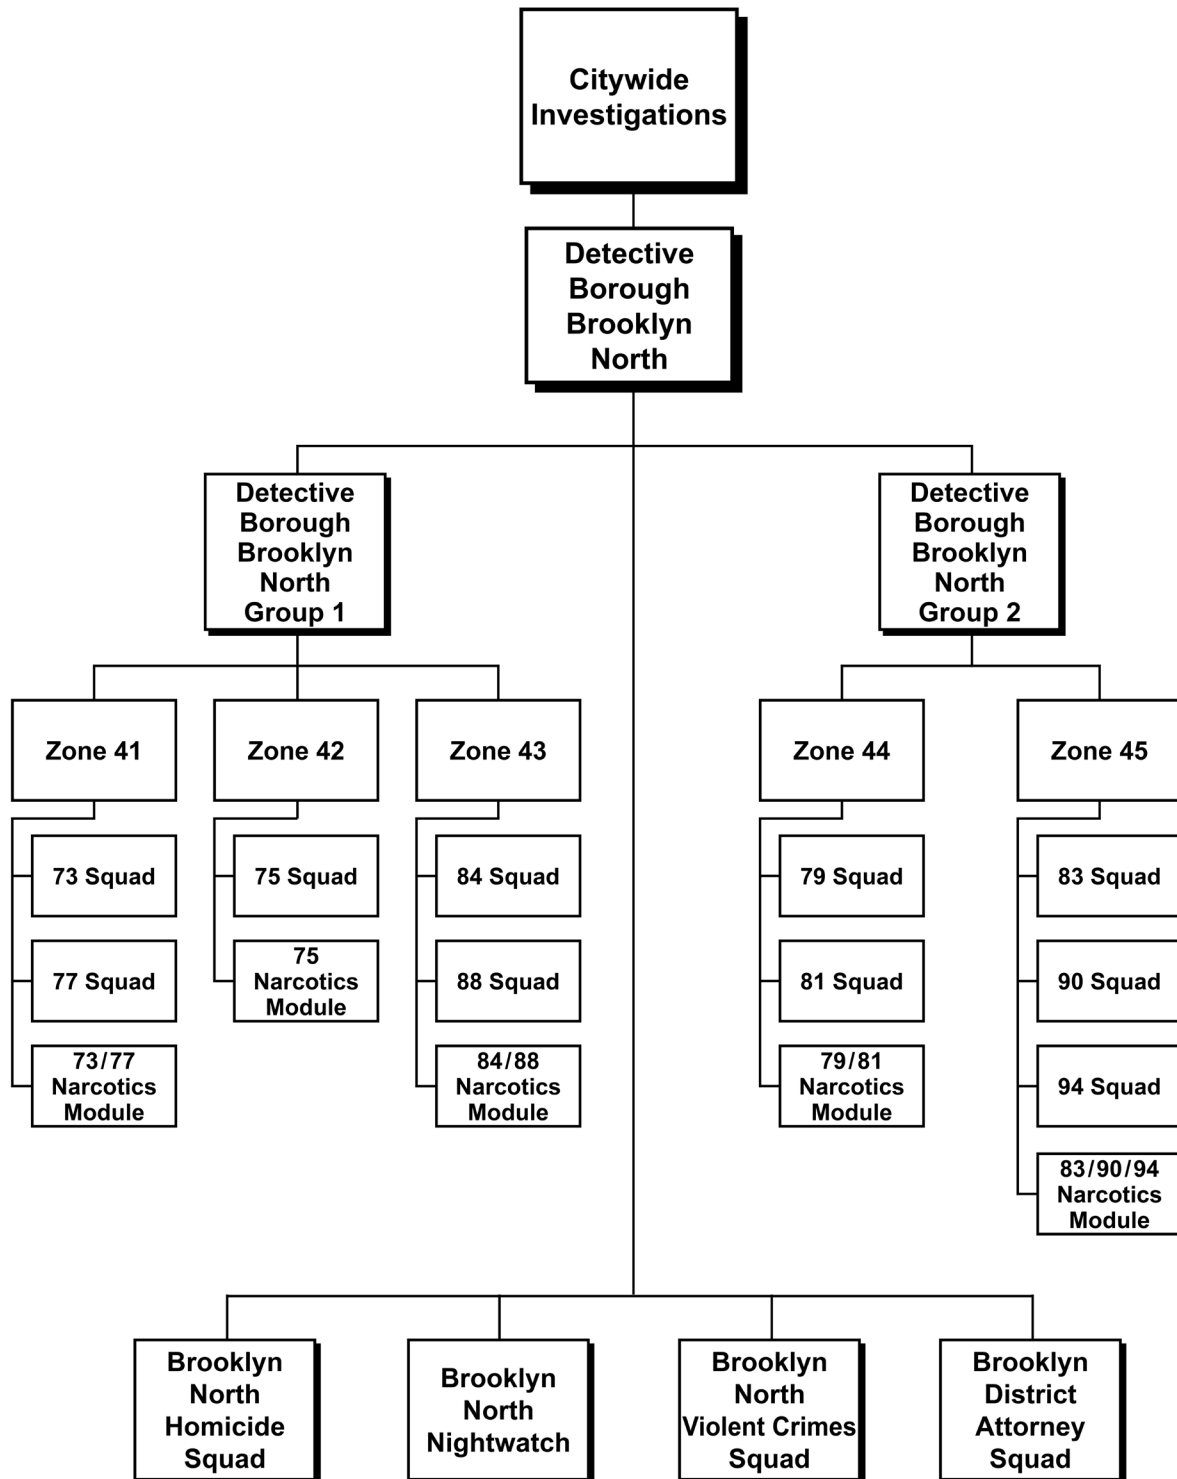 Citywide
Investigations
Detective
Borough
Brooklyn
North
Detective
Borough
Brooklyn
North
Group 1
Detective
Borough
Brooklyn
North
Group 2
Zone 41
Zone 42
Zone 43
Zone 44
Zone 45
73 Squad
75 Squad
84 Squad
79 Squad
83 Squad
77 Squad
75
Narcotics
Module
88 Squad
81 Squad
90 Squad
73/77
Narcotics
Module
84/88
Narcotics
Module
79/81
Narcotics
Module
94 Squad
83/90/94
Narcotics
Module
Brooklyn
North
Homicide
Squad
Brooklyn
North
Nightwatch
Brooklyn
North
Violent Crimes
Squad
Brooklyn
District
Attorney
Squad